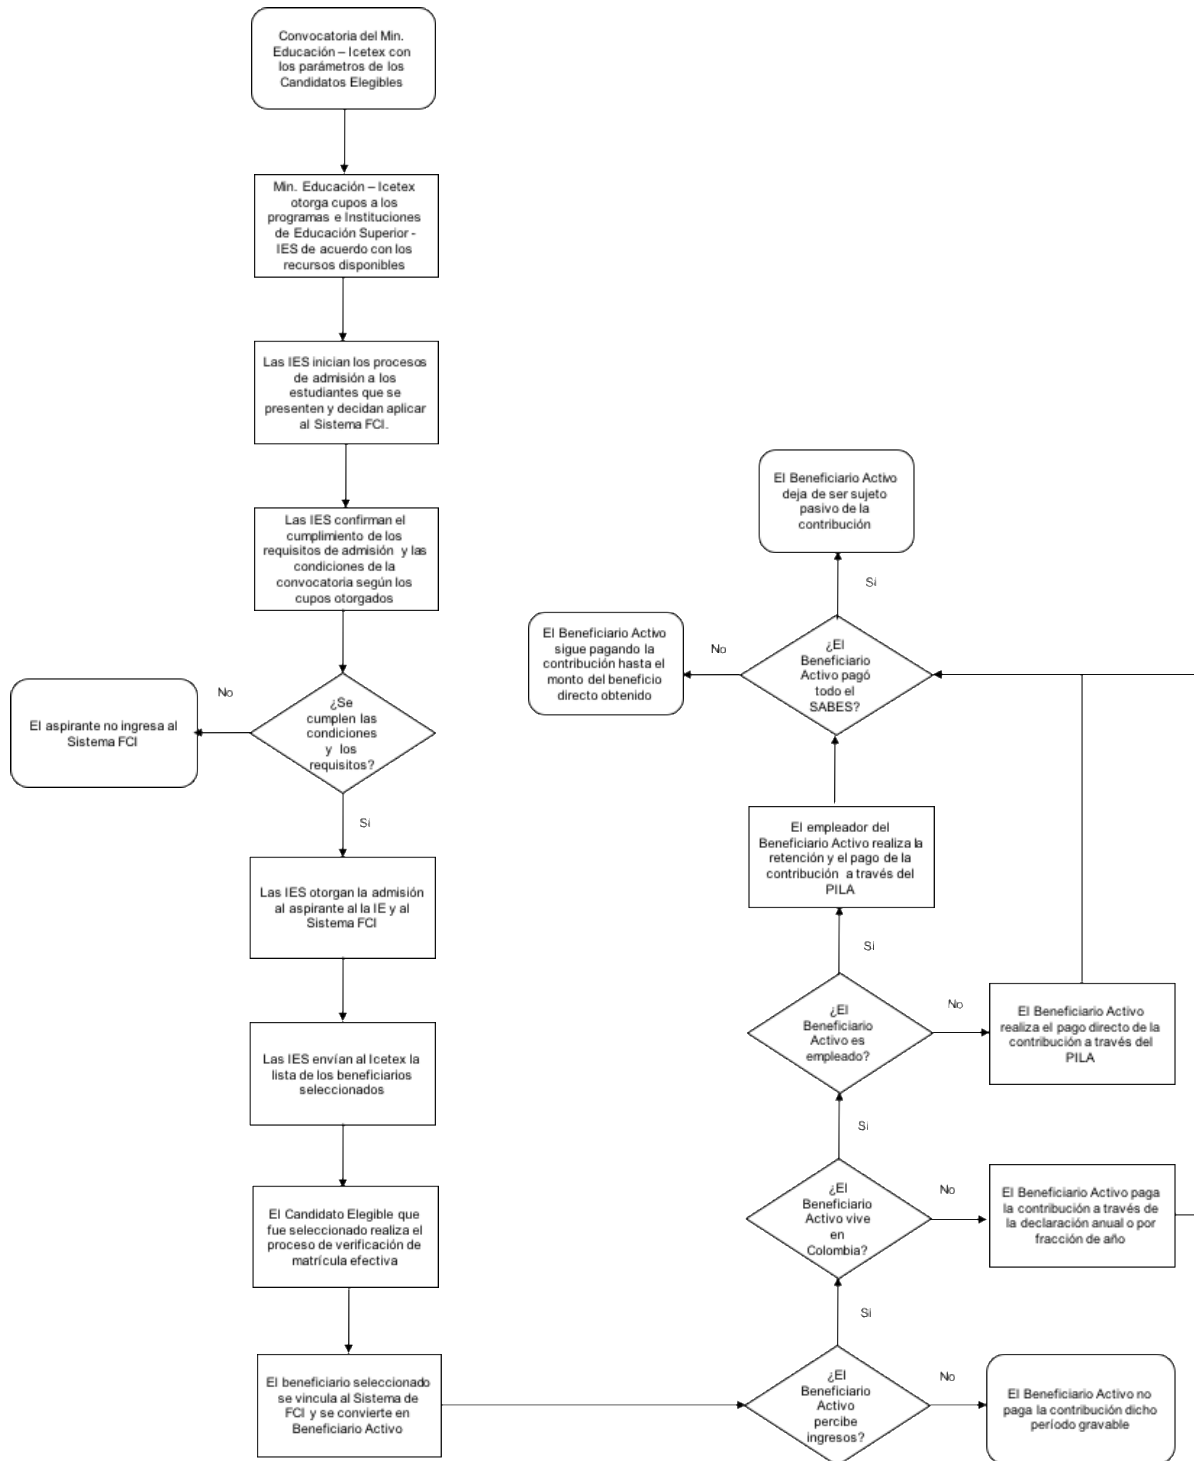 Convocatoria del Min.
Educación – Icetex con
los parámetros de los
Candidatos Elegibles
Min. Educación – Icetex
otorga cupos a los
programas e Instituciones
de Educación Superior -
IES de acuerdo con los
recursos disponibles
Las IES inician los procesos
de admisión a los
estudiantes que se
presenten y decidan aplicar
al Sistema FCI.
Las IES confirman el
cumplimiento de los
requisitos de admisión y las
condiciones de la
convocatoria según los
cupos otorgados
¿Se
cumplen las
condiciones
y los
requisitos?
No
El aspirante no ingresa al
Sistema FCI
Sí
Las IES otorgan la admisión
al aspirante al la IE y al
Sistema FCI
Las IES envían al Icetex la
lista de los beneficiarios
seleccionados
El Candidato Elegible que
fue seleccionado realiza el
proceso de verificación de
matrícula efectiva
El beneficiario seleccionado
se vincula al Sistema de
FCI y se convierte en
Beneficiario Activo
¿El
Beneficiario
Activo
percibe
ingresos?
No
El Beneficiario Activo no
paga la contribución dicho
período gravable
Sí
¿El
Beneficiario
Activo vive
en
Colombia?
No
El Beneficiario Activo paga
la contribución a través de
la declaración anual o por
fracción de año
Sí
¿El
Beneficiario
Activo es
empleado?
No
El Beneficiario Activo
realiza el pago directo de la
contribución a través del
PILA
Sí
El empleador del
Beneficiario Activo realiza la
retención y el pago de la
contribución a través del
PILA
¿El
Beneficiario
Activo pagó
todo el
SABES?
No
El Beneficiario Activo
sigue pagando la
contribución hasta el
monto del beneficio
directo obtenido
Sí
El Beneficiario Activo
deja de ser sujeto
pasivo de la
contribución